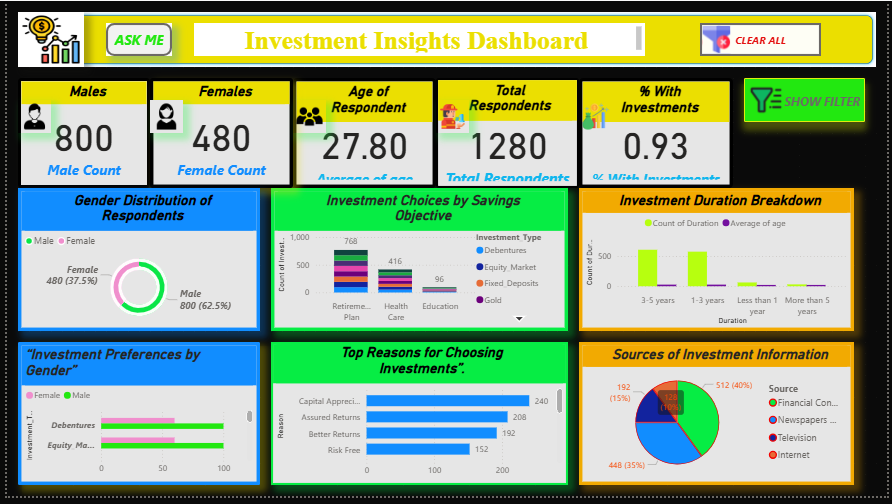 ASK ME
Investment Insights Dashboard
CLEAR ALL
Males
800
Male Count
Females
480
Female Count
Age of
Respondent
27.80
Average of age
Total
Respondents
1280
Total Respondents
% With
Investments
0.93
% With Investments
SHOW FILTER
Gender Distribution of
Respondents
Male Female
Female
480 (37.5%)
Male
800 (62.5%)
Investment Choices by Savings
Objective
Count of Invest...
1,000
500
0
768
416
96
Retireme...
Plan
Health
Care
Education
Investment_Type
Debentures
Equity_Market
Fixed_Deposits
Gold
Investment Duration Breakdown
Count of Duration Average of age
Count of Dur...
500
0
3-5 years
1-3 years
Less than 1
year
More than 5
years
Duration
"Investment Preferences by
Gender"
Female Male
Investment_T...
Debentures
Equity_Ma...
0 50 100
Top Reasons for Choosing
Investments".
Reason
Capital Appreci... 240
Assured Returns 208
Better Returns 192
Risk Free 152
0 100 200
Sources of Investment Information
512 (40%)
448 (35%)
192
(15%)
128
(10%)
Source
Financial Con...
Newspapers ...
Television
Internet